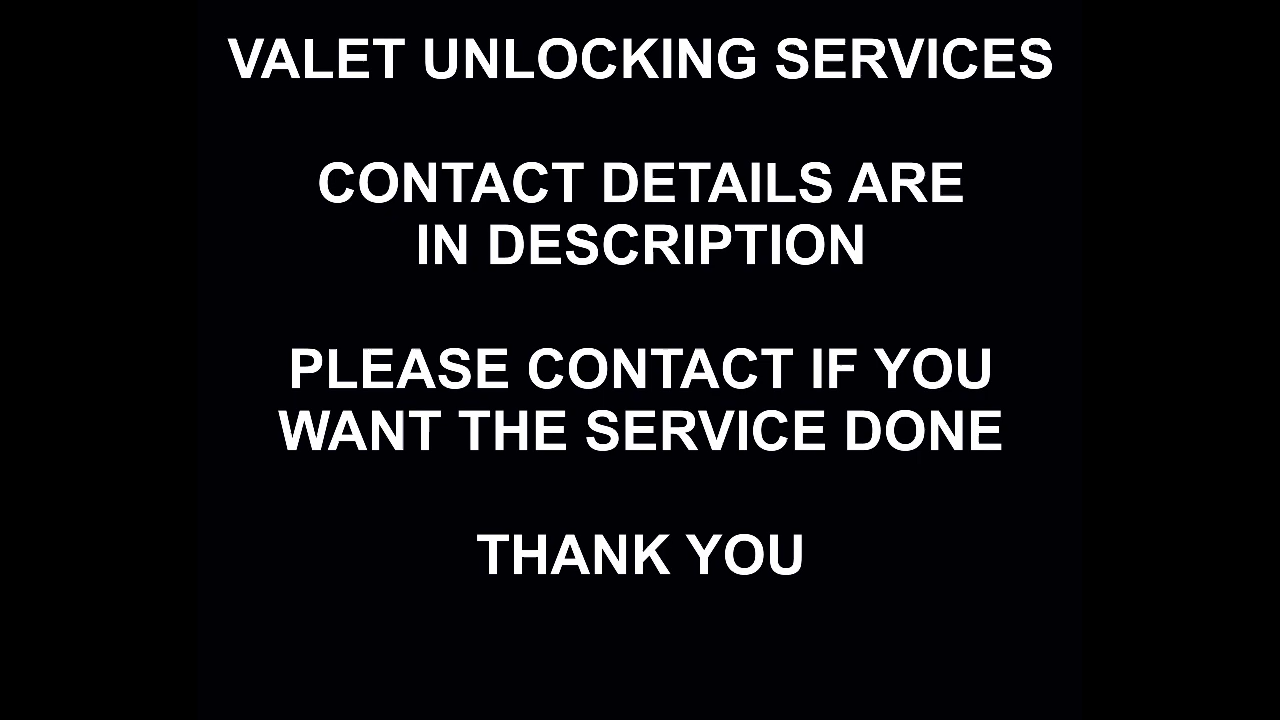 VALET UNLOCKING SERVICES
CONTACT DETAILS ARE
IN DESCRIPTION
PLEASE CONTACT IF YOU
WANT THE SERVICE DONE
THANK YOU